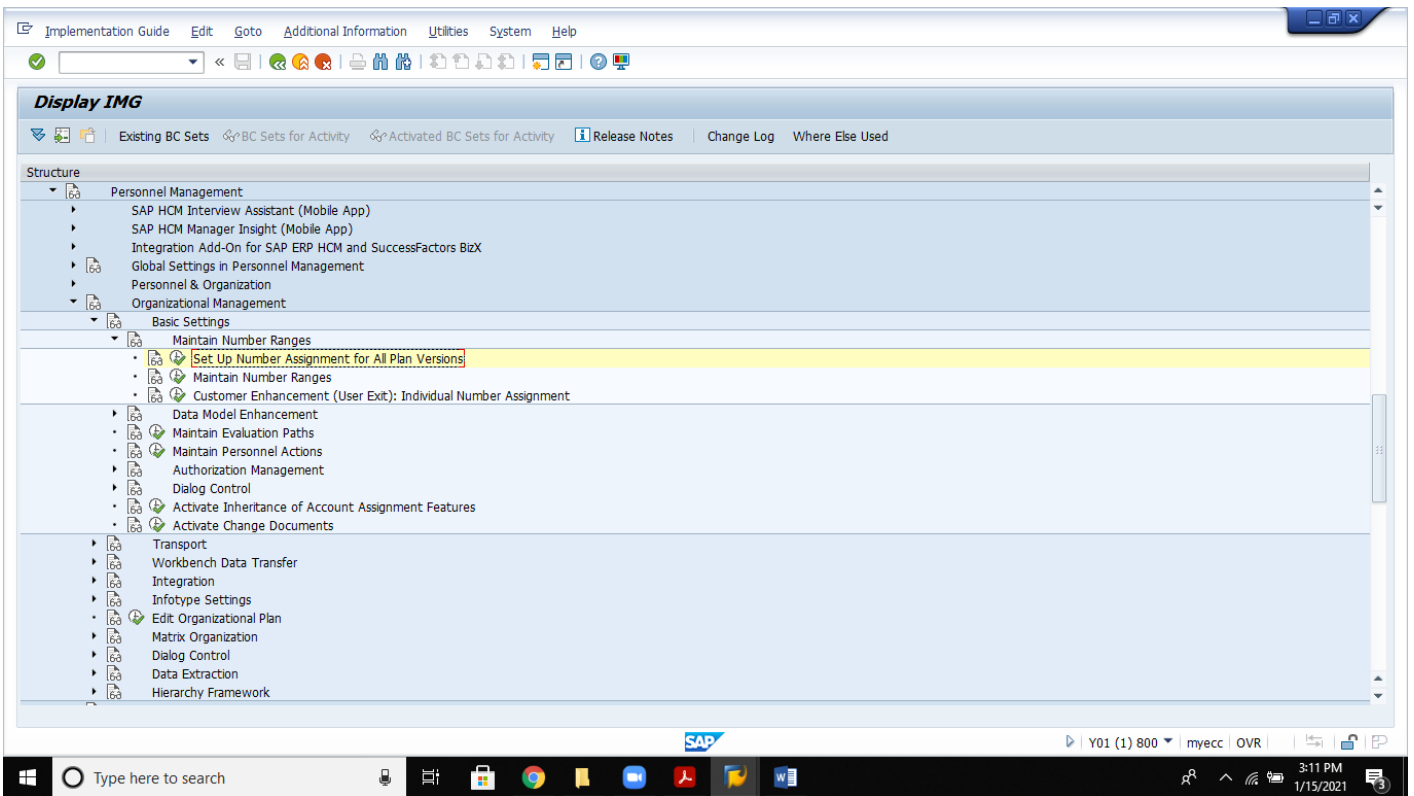 Implementation Guide Edit Goto Additional Information Utilities System Help
Display IMG
Existing BC Sets BC Sets for Activity Activated BC Sets for Activity Release Notes Change Log Where Else Used
Structure
Personnel Management
SAP HCM Interview Assistant (Mobile App)
SAP HCM Manager Insight (Mobile App)
Integration Add-On for SAP ERP HCM and SuccessFactors BizX
Global Settings in Personnel Management
Personnel & Organization
Organizational Management
Basic Settings
Maintain Number Ranges
Set Up Number Assignment for All Plan Versions
Maintain Number Ranges
Customer Enhancement (User Exit): Individual Number Assignment
Data Model Enhancement
Maintain Evaluation Paths
Maintain Personnel Actions
Authorization Management
Dialog Control
Activate Inheritance of Account Assignment Features
Activate Change Documents
Transport
Workbench Data Transfer
Integration
Infotype Settings
Edit Organizational Plan
Matrix Organization
Dialog Control
Data Extraction
Hierarchy Framework
SAP
Y01 (1) 800 myecc OVR
Type here to search
3:11 PM
1/15/2021
3